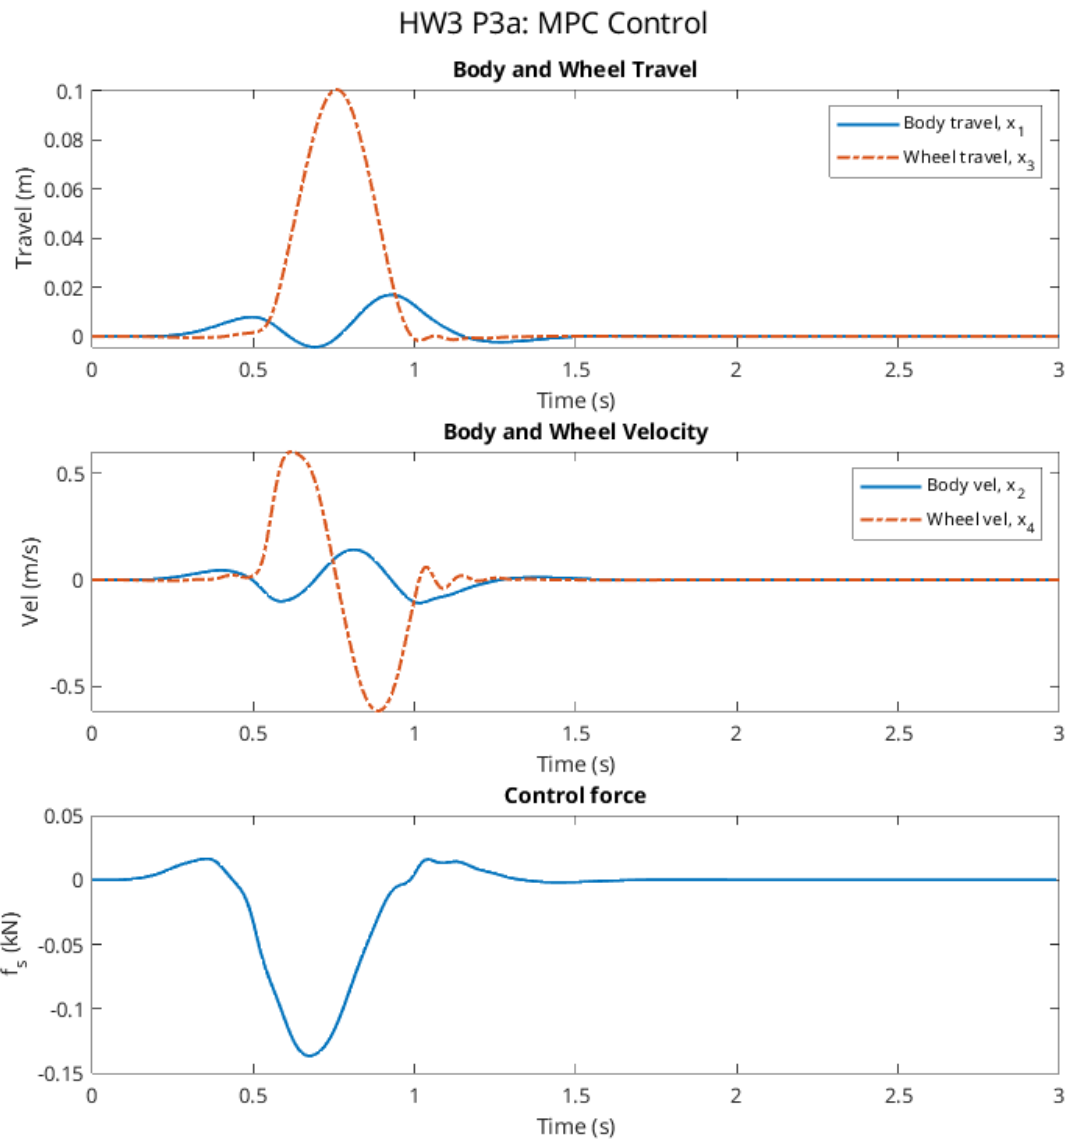 HW3 P3a: MPC Control
Body and Wheel Travel
0.1
0.08
0.06
0.04
0.02
0
Travel (m)
Body travel, x1
Wheel travel, x3
0 0.5 1 1.5 2 2.5 3
Time (s)
Body and Wheel Velocity
0.5
0
-0.5
Vel (m/s)
Body vel, x2
Wheel vel, x4
0 0.5 1 1.5 2 2.5 3
Time (s)
Control force
0.05
0
-0.05
-0.1
-0.15
fs (kN)
0 0.5 1 1.5 2 2.5 3
Time (s)